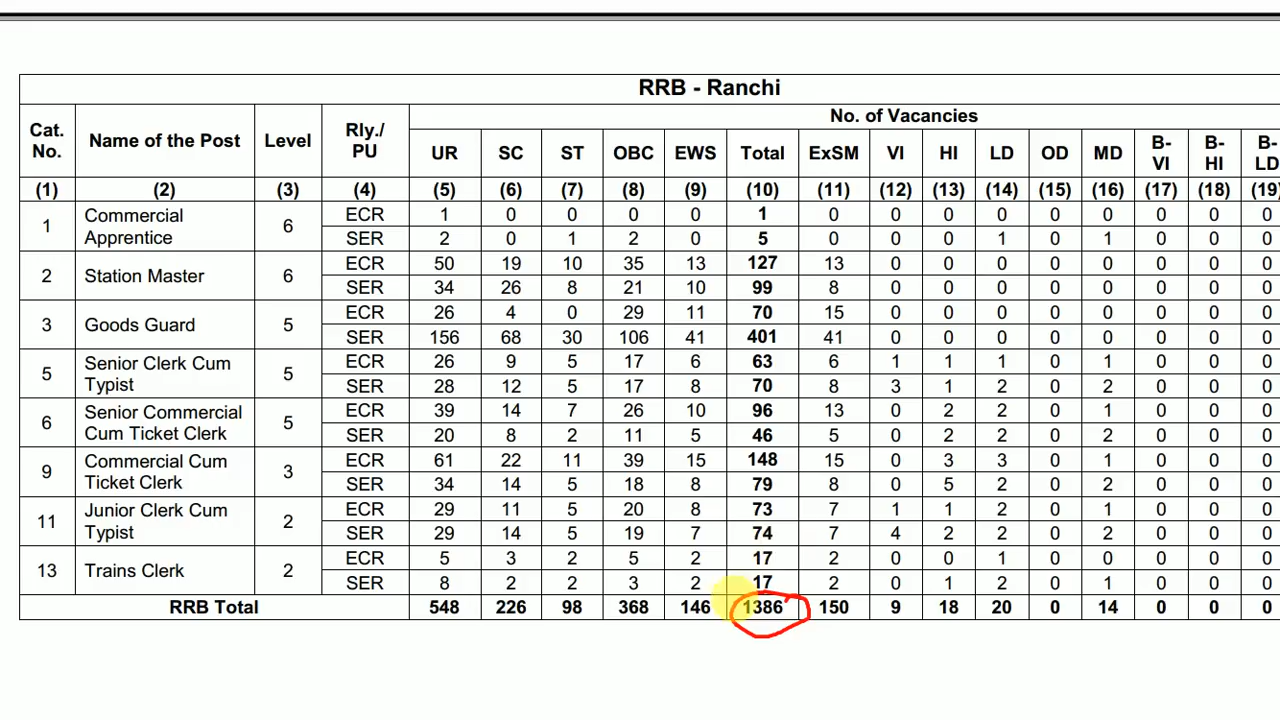 RRB - Ranchi
Cat. No. Name of the Post Level Rly./ PU No. of Vacancies
UR SC ST OBC EWS Total ExSM VI HI LD OD MD B-VI B-HI B-LD
(1) (2) (3) (4) (5) (6) (7) (8) (9) (10) (11) (12) (13) (14) (15) (16) (17) (18) (19)
1 Commercial Apprentice 6 ECR 1 0 0 0 0 1 0 0 0 0 0 0 0 0 0
SER 2 0 1 2 0 5 0 0 0 1 0 1 0 0 0
2 Station Master 6 ECR 50 19 10 35 13 127 13 0 0 0 0 0 0 0 0
SER 34 26 8 21 10 99 8 0 0 0 0 0 0 0 0
3 Goods Guard 5 ECR 26 4 0 29 11 70 15 0 0 0 0 0 0 0 0
SER 156 68 30 106 41 401 41 0 0 0 0 0 0 0 0
5 Senior Clerk Cum Typist 5 ECR 26 9 5 17 6 63 6 1 1 1 0 1 0 0 0
SER 28 12 5 17 8 70 8 3 1 2 0 2 0 0 0
6 Senior Commercial Cum Ticket Clerk 5 ECR 39 14 7 26 10 96 13 0 2 2 0 1 0 0 0
SER 20 8 2 11 5 46 5 0 2 2 0 2 0 0 0
9 Commercial Cum Ticket Clerk 3 ECR 61 22 11 39 15 148 15 0 3 3 0 1 0 0 0
SER 34 14 5 18 8 79 8 0 5 2 0 2 0 0 0
11 Junior Clerk Cum Typist 2 ECR 29 11 5 20 8 73 7 1 1 2 0 1 0 0 0
SER 29 14 5 19 7 74 7 4 2 2 0 2 0 0 0
13 Trains Clerk 2 ECR 5 3 2 5 2 17 2 0 0 1 0 0 0 0 0
SER 8 2 2 3 2 17 2 0 1 2 0 1 0 0 0
RRB Total 548 226 98 368 146 1386 150 9 18 20 0 14 0 0 0